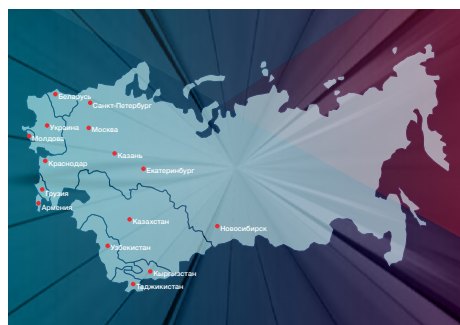 Беларусь
Санкт-Петербург
Украина
Москва
Молдова
Казань
Краснодар
Екатеринбург
Грузия
Армения
Казахстан
Новосибирск
Узбекистан
Кыргызстан
Таджикистан